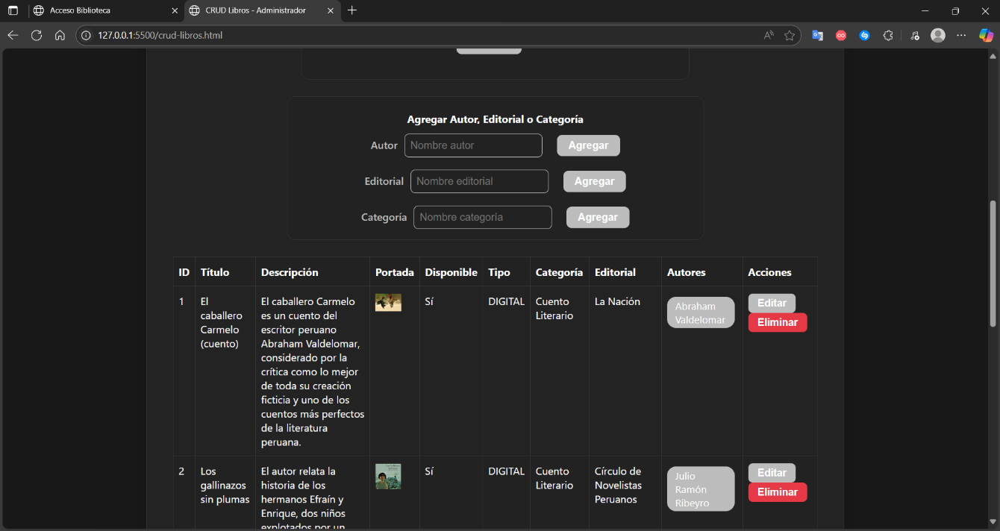 Acceso Biblioteca
CRUD Libros - Administrador
127.0.0.1:5500/crud-libros.html
Agregar Autor, Editorial o Categoría
Autor Nombre autor Agregar
Editorial Nombre editorial Agregar
Categoría Nombre categoría Agregar
ID Título Descripción Portada Disponible Tipo Categoría Editorial Autores Acciones
1
El
caballero
Carmelo
(cuento)
El caballero Carmelo
es un cuento del
escritor peruano
Abraham Valdelomar,
considerado por la
crítica como lo mejor
de toda su creación
ficticia y uno de los
cuentos más perfectos
de la literatura
peruana.
Sí
DIGITAL
Cuento
Literario
La Nación
Abraham
Valdelomar
Editar
Eliminar
2
Los
gallinazos
sin plumas
El autor relata la
historia de los
hermanos Efraín y
Enrique, dos niños
explotados por un
Sí
DIGITAL
Cuento
Literario
Círculo de
Novelistas
Peruanos
Julio
Ramón
Ribeyro
Editar
Eliminar